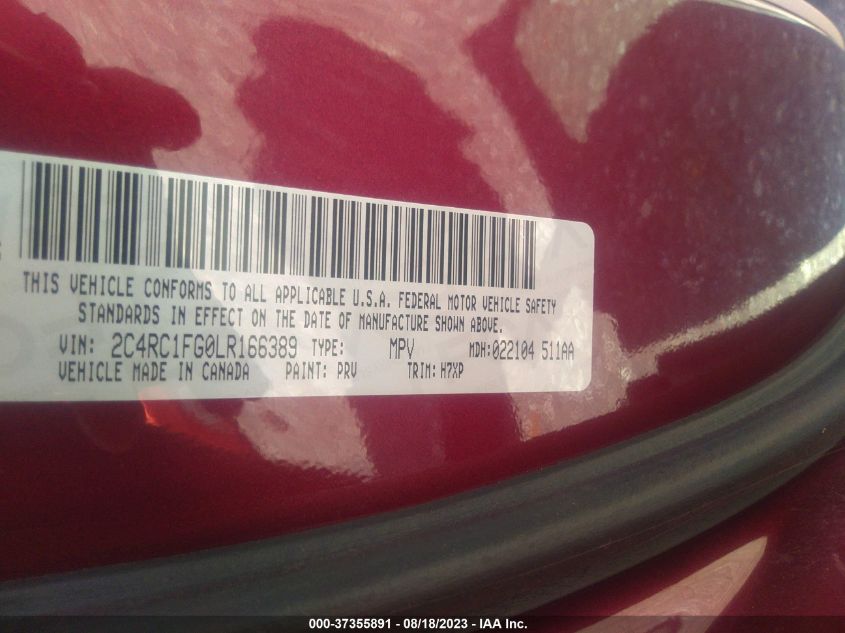 THIS VEHICLE CONFORMS TO ALL APPLICABLE U.S.A. FEDERAL MOTOR VEHICLE SAFETY
STANDARDS IN EFFECT ON THE DATE OF MANUFACTURE SHOWN ABOVE.
VIN: 2C4RC1FG0LR166389 TYPE: MPV MDH:022104 511AA
VEHICLE MADE IN CANADA PAINT: PRV TRIM: H7XP
000-37355891 - 08/18/2023 - IAA Inc.